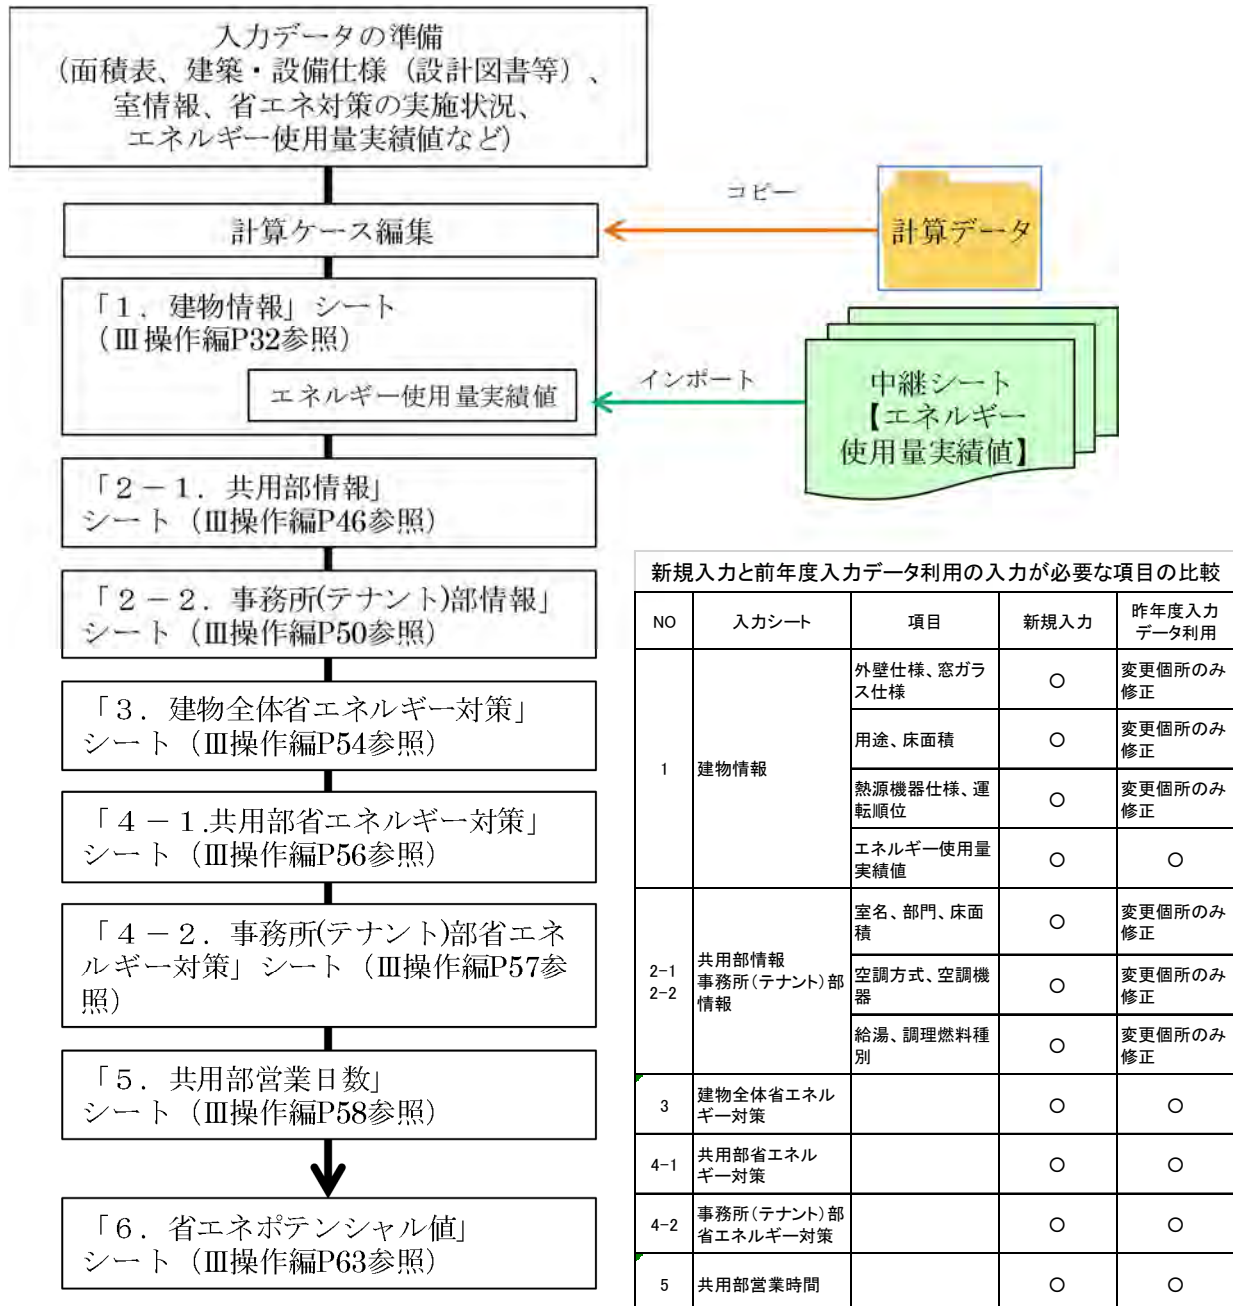 入力データの準備
(面積表、建築・設備仕様（設計図書等）、
室情報、省エネ対策の実施状況、
エネルギー使用量実績値など)
計算ケース編集
コピー
計算データ
「１．建物情報」シート
（Ⅲ操作編P32参照）
エネルギー使用量実績値
インポート
中継シート
【エネルギー
使用量実績値】
「２－１．共用部情報」
シート（Ⅲ操作編P46参照）
「２－２．事務所(テナント)部情報」
シート（Ⅲ操作編P50参照）
「３．建物全体省エネルギー対策」
シート（Ⅲ操作編P54参照）
「４－１.共用部省エネルギー対策」
シート（Ⅲ操作編P56参照）
「４－２．事務所(テナント)部省エネ
ルギー対策」シート（Ⅲ操作編P57参
照）
「５．共用部営業日数」
シート（Ⅲ操作編P58参照）
「６．省エネポテンシャル値」
シート（Ⅲ操作編P63参照）
新規入力と前年度入力データ利用の入力が必要な項目の比較
NO 入力シート 項目 新規入力 昨年度入力
データ利用
1 建物情報
外壁仕様、窓ガラ
ス仕様 ○ 変更個所のみ
修正
用途、床面積 ○ 変更個所のみ
修正
熱源機器仕様、運
転順位 ○ 変更個所のみ
修正
エネルギー使用量
実績値 ○ ○
2-1
2-2
共用部情報
事務所(テナント)部
情報
室名、部門、床面
積 ○ 変更個所のみ
修正
空調方式、空調機
器 ○ 変更個所のみ
修正
給湯、調理燃料種
別 ○ 変更個所のみ
修正
3 建物全体省エネル
ギー対策 ○ ○
4-1 共用部省エネル
ギー対策 ○ ○
4-2 事務所(テナント)部
省エネルギー対策 ○ ○
5 共用部営業時間 ○ ○